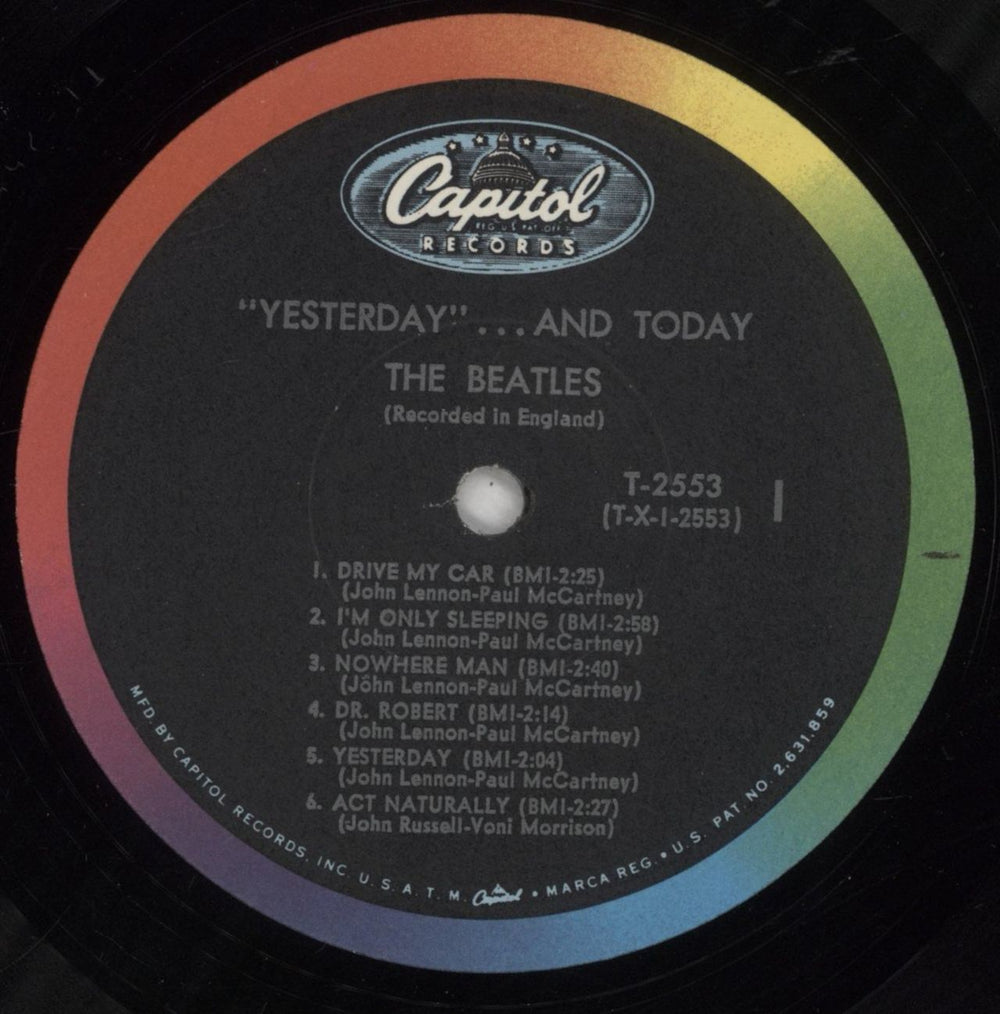 Capitol
REG. U.S. PAT. OFF.
RECORDS
“YESTERDAY” ... AND TODAY
THE BEATLES
(Recorded in England)
T-2553
(T-X-1-2553)
1
1. DRIVE MY CAR (BMI-2:25)
(John Lennon-Paul McCartney)
2. I'M ONLY SLEEPING (BMI-2:58)
(John Lennon-Paul McCartney)
3. NOWHERE MAN (BMI-2:40)
(John Lennon-Paul McCartney)
4. DR. ROBERT (BMI-2:14)
(John Lennon-Paul McCartney)
5. YESTERDAY (BMI-2:04)
(John Lennon-Paul McCartney)
6. ACT NATURALLY (BMI-2:27)
(John Russell-Voni Morrison)
MFD. BY CAPITOL RECORDS, INC. U. S. A. T. M. Capitol • MARCA REG. • U.S. PAT. NO. 2,631,859